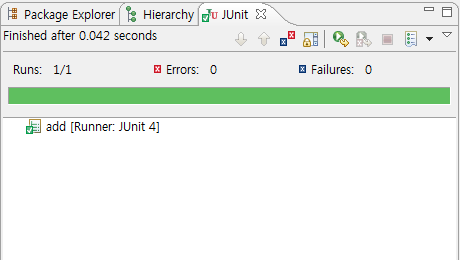 Package Explorer Hierarchy JUnit
Finished after 0.042 seconds
Runs: 1/1 Errors: 0 Failures: 0
add [Runner: JUnit 4]